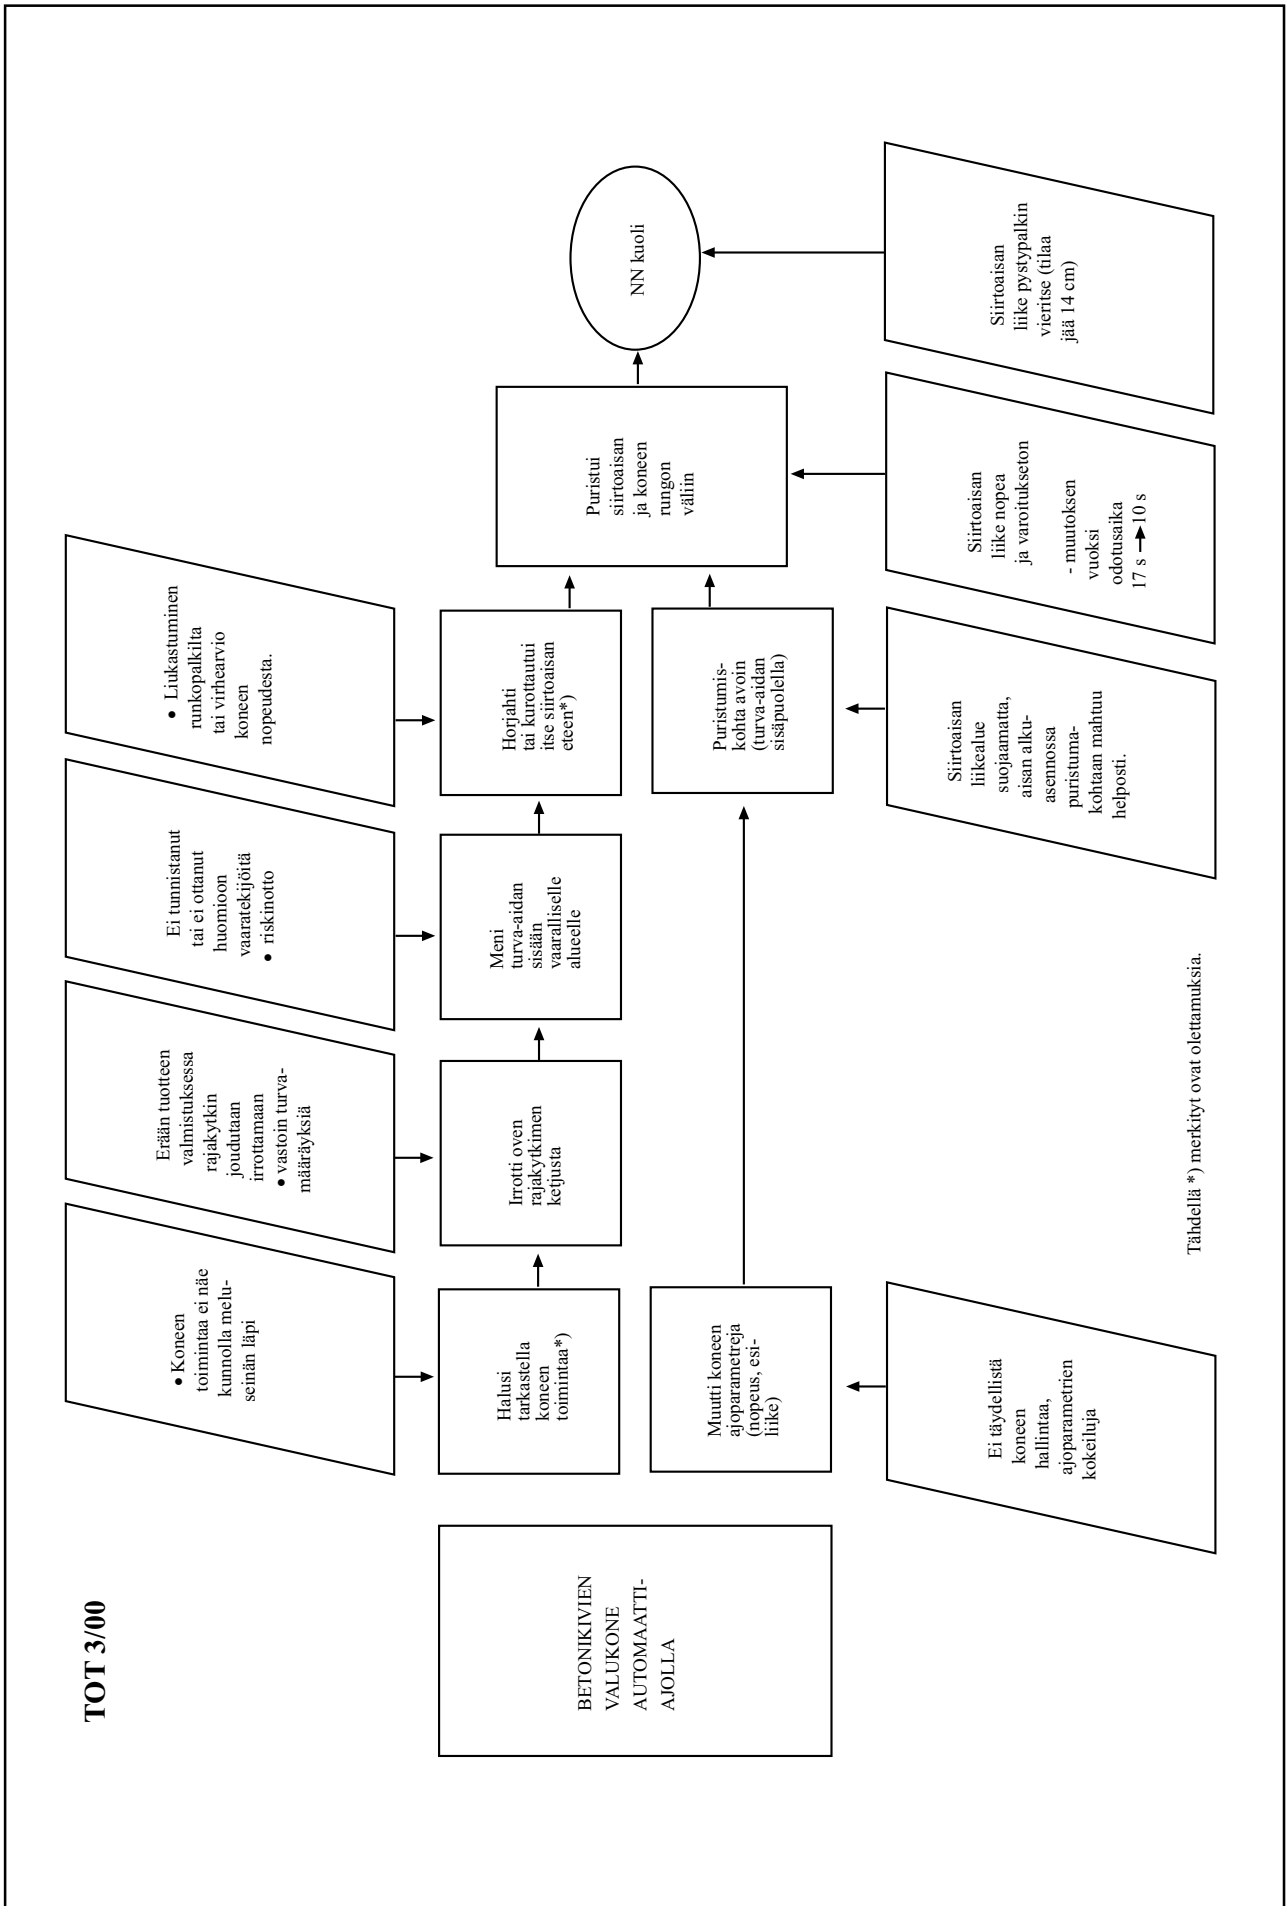 TOT 3/00
• Koneen
toimintaa ei näe
kunnolla melu-
seinän läpi
Erään tuotteen
valmistuksessa
rajakytkin
joudutaan
irrottamaan
• vastoin turva-
määräyksiä
Ei tunnistanut
tai ei ottanut
huomioon
vaaratekijöitä
• riskinotto
• Liukastuminen
runkopalkilta
tai virhearvio
koneen
nopeudesta.
BETONIKIVIEN
VALUKONE
AUTOMAATTI-
AJOLLA
Halusi
tarkastella
koneen
toimintaa*)
Irrotti oven
rajakytkimen
ketjusta
Meni
turva-aidan
sisään
vaaralliselle
alueelle
Horjahti
tai kurottautui
itse siirtoaisan
eteen*)
Puristui
siirtoaisan
ja koneen
rungon
väliin
NN kuoli
Muutti koneen
ajoparametreja
(nopeus, esi-
liike)
Puristumis-
kohta avoin
(turva-aidan
sisäpuolella)
Ei täydellistä
koneen
hallintaa,
ajoparametrien
kokeiluja
Siirtoaisan
liikealue
suojaamatta,
aisan alku-
asennossa
puristuma-
kohtaan mahtuu
helposti.
Siirtoaisan
liike nopea
ja varoitukseton
- muutoksen
vuoksi
odotusaika
17 s → 10 s
Siirtoaisan
liike pystypalkin
vieritse (tilaa
jää 14 cm)
Tähdellä *) merkityt ovat olettamuksia.